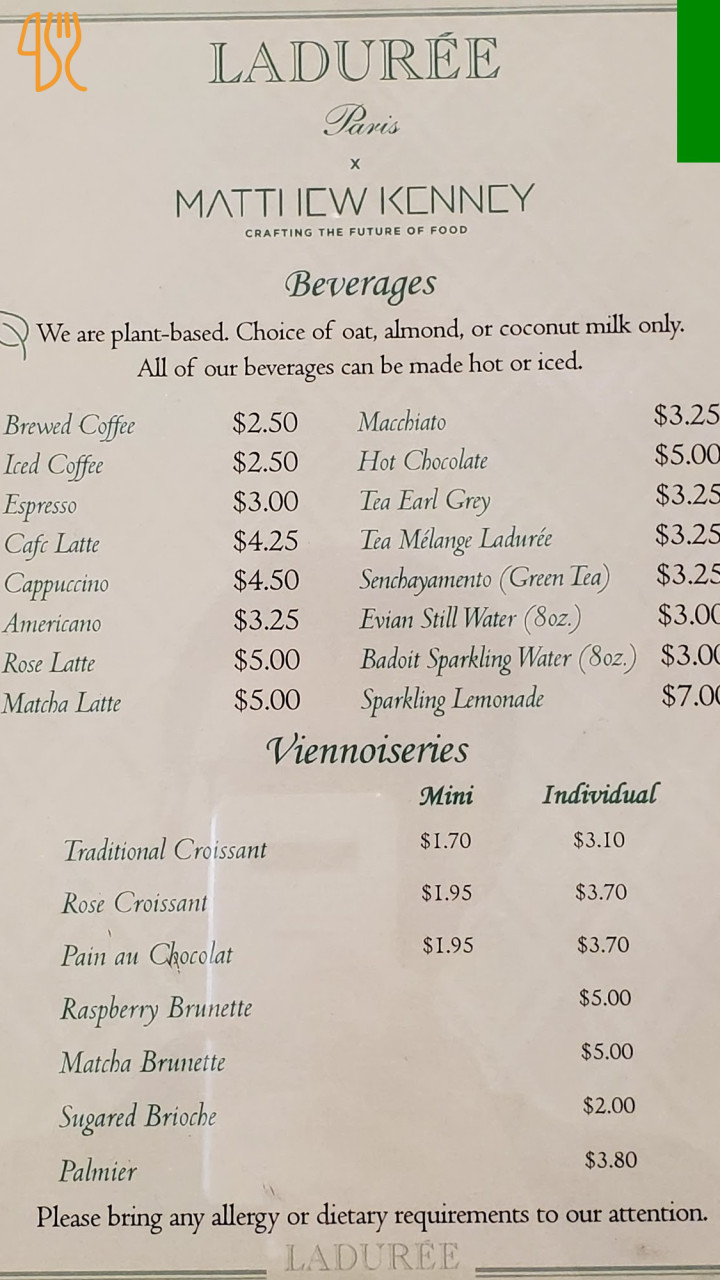 LADURÉE
Paris
x
MATTHEW KENNEY
CRAFTING THE FUTURE OF FOOD
Beverages
We are plant-based. Choice of oat, almond, or coconut milk only.
All of our beverages can be made hot or iced.
Brewed Coffee $2.50 Macchiato $3.25
Iced Coffee $2.50 Hot Chocolate $5.00
Espresso $3.00 Tea Earl Grey $3.25
Cafe Latte $4.25 Tea Mélange Ladurée $3.25
Cappuccino $4.50 Senchayamento (Green Tea) $3.25
Americano $3.25 Evian Still Water (8oz.) $3.00
Rose Latte $5.00 Badoit Sparkling Water (8oz.) $3.00
Matcha Latte $5.00 Sparkling Lemonade $7.00
Viennoiseries
Mini Individual
Traditional Croissant $1.70 $3.10
Rose Croissant $1.95 $3.70
Pain au Chocolat $1.95 $3.70
Raspberry Brunette $5.00
Matcha Brunette $5.00
Sugared Brioche $2.00
Palmier $3.80
Please bring any allergy or dietary requirements to our attention.
LADURÉE